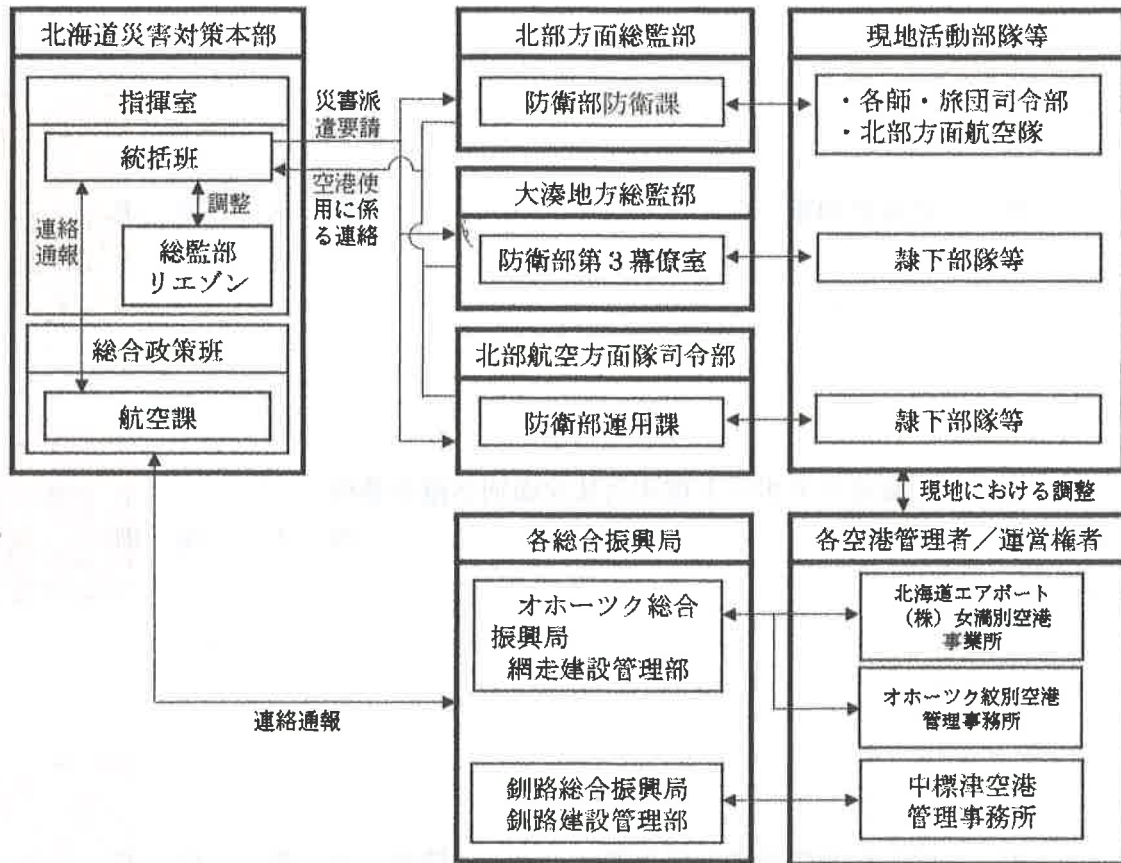 北海道災害対策本部
指揮室
統括班
調整
連絡
通報
総監部
リエゾン
総合政策班
航空課
災害派
遣要請
空港使
用に係
る連絡
北部方面総監部
防衛部防衛課
大湊地方総監部
防衛部第3幕僚室
北部航空方面隊司令部
防衛部運用課
現地活動部隊等
・各師・旅団司令部
・北部方面航空隊
隷下部隊等
隷下部隊等
現地における調整
連絡通報
各総合振興局
オホーツク総合
振興局
網走建設管理部
釧路総合振興局
釧路建設管理部
各空港管理者/運営権者
北海道エアポート
(株)女満別空港
事業所
オホーツク紋別空港
管理事務所
中標津空港
管理事務所